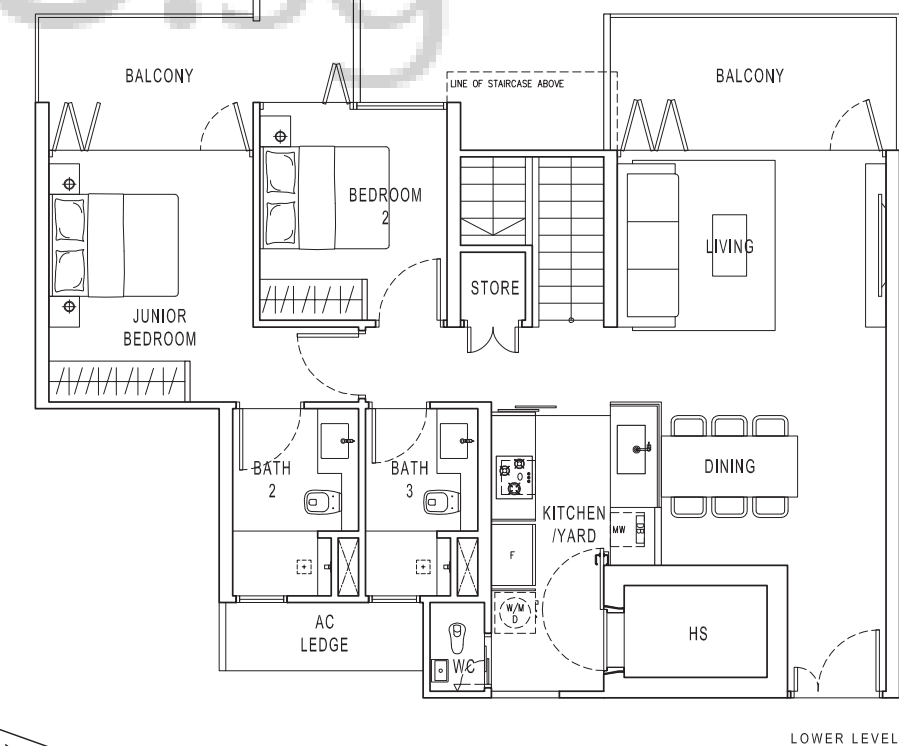 BALCONY
LINE OF STAIRCASE ABOVE
BALCONY
BEDROOM
2
LIVING
STORE
JUNIOR
BEDROOM
BATH
2
BATH
3
DINING
KITCHEN
/YARD
MW
F
W/M
D
AC
LEDGE
WC
HS
LOWER LEVEL